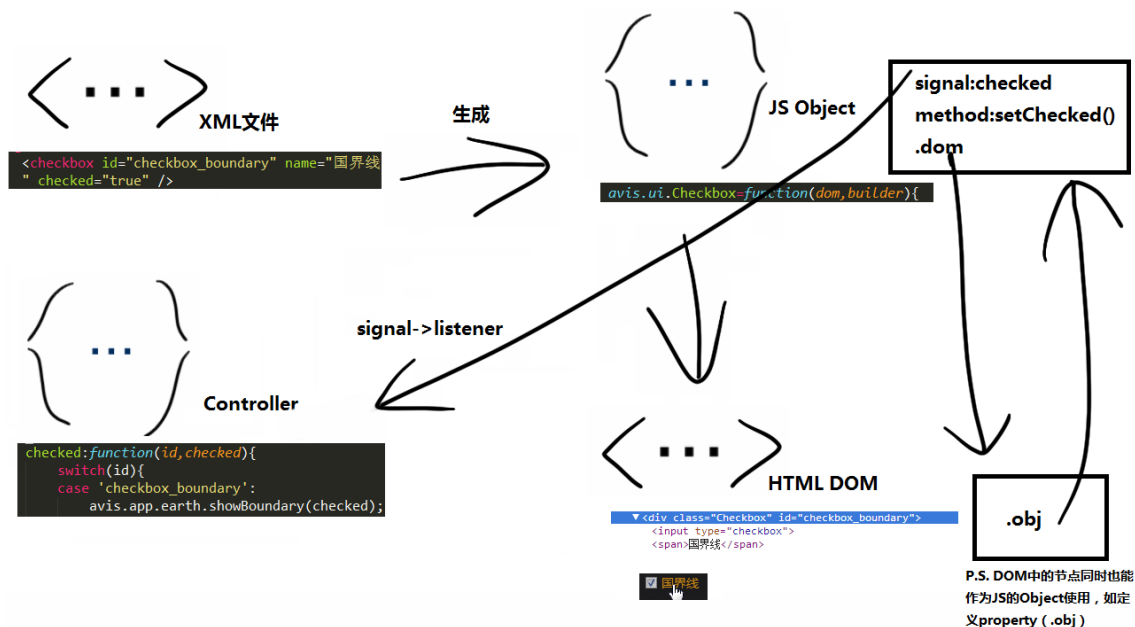 XML文件
<checkbox id="checkbox_boundary" name="国界线
" checked="true" />
生成
JS Object
avis.ui.Checkbox=function(dom,builder){
signal:checked
method:setChecked()
.dom
signal->listener
Controller
checked:function(id,checked){
switch(id){
case 'checkbox_boundary':
avis.app.earth.showBoundary(checked);
HTML DOM
▼<div class="Checkbox" id="checkbox_boundary">
<input type="checkbox">
<span>国界线</span>
国界线
.obj
P.S. DOM中的节点同时也能
作为JS的Object使用，如定
义property（.obj）